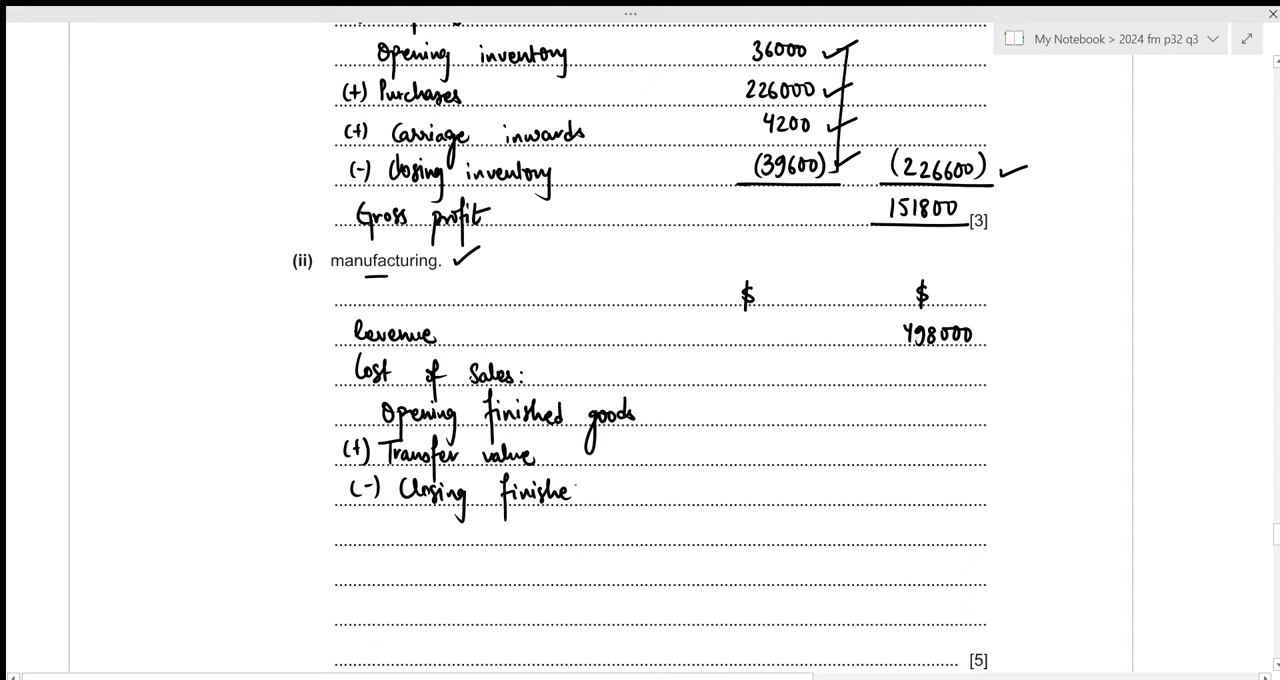 My Notebook > 2024 fm p32 q3
Opening inventory 36000
(+) Purchases 226000
(+) Carriage inwards 4200
(-) Closing inventory (39600) (226600)
Gross profit 151800 [3]
(ii) manufacturing.
$ $
Revenue 498000
Cost of Sales:
Opening finished goods
(+) Transfer value
(-) Closing finishe
[5]